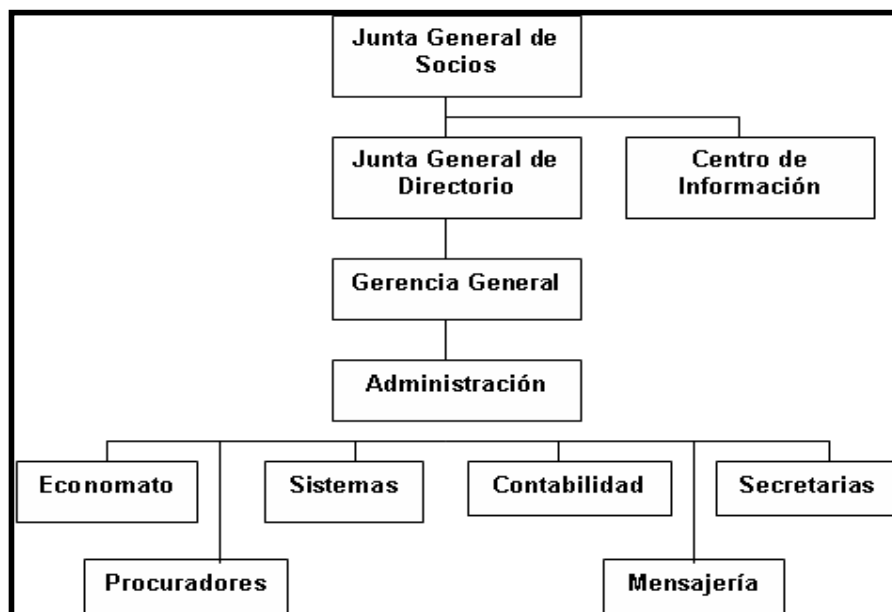 Junta General de
Socios
Junta General de
Directorio
Centro de
Información
Gerencia General
Administración
Economato
Sistemas
Contabilidad
Secretarias
Procuradores
Mensajería